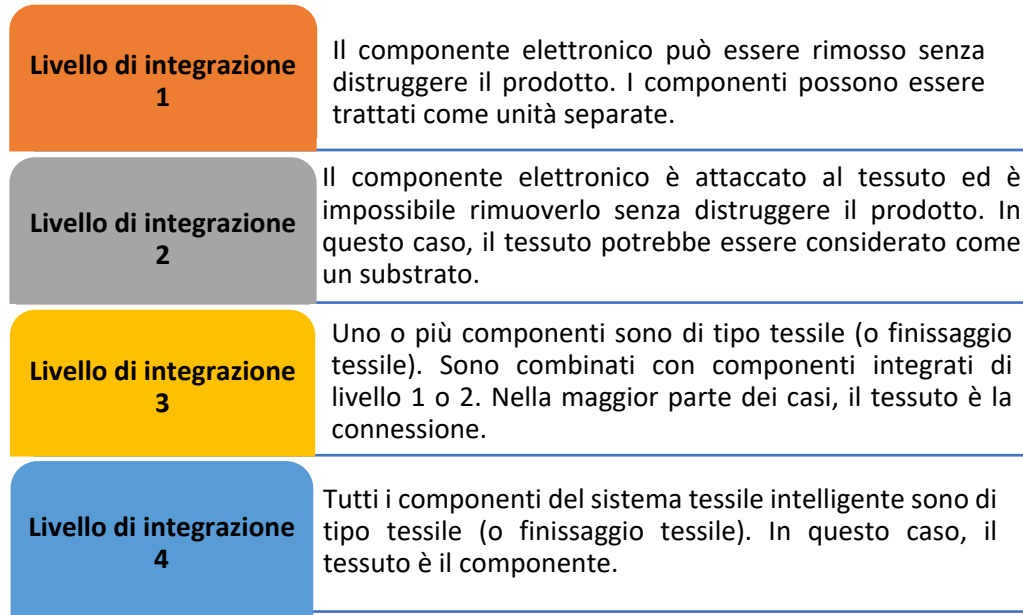 Livello di integrazione
1
Il componente elettronico può essere rimosso senza
distruggere il prodotto. I componenti possono essere
trattati come unità separate.
Livello di integrazione
2
Il componente elettronico è attaccato al tessuto ed è
impossibile rimuoverlo senza distruggere il prodotto. In
questo caso, il tessuto potrebbe essere considerato come
un substrato.
Livello di integrazione
3
Uno o più componenti sono di tipo tessile (o finissaggio
tessile). Sono combinati con componenti integrati di
livello 1 o 2. Nella maggior parte dei casi, il tessuto è la
connessione.
Livello di integrazione
4
Tutti i componenti del sistema tessile intelligente sono di
tipo tessile (o finissaggio tessile). In questo caso, il
tessuto è il componente.